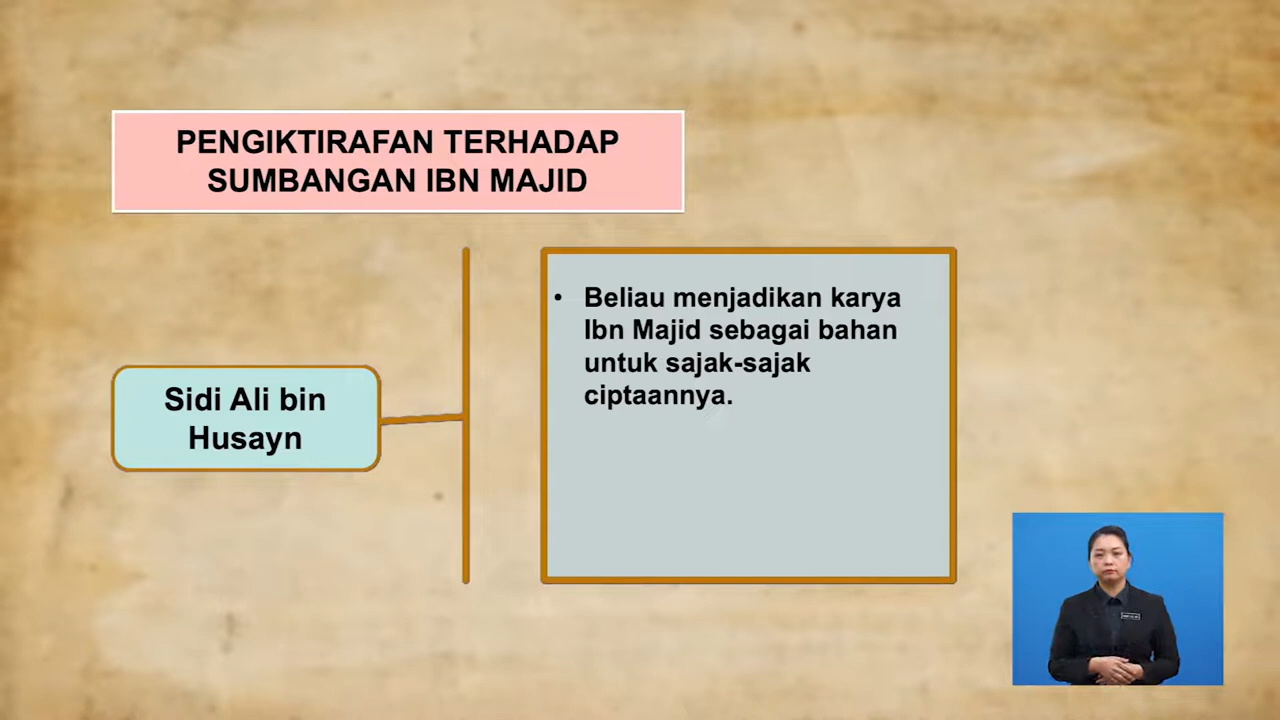 PENGIKTIRAFAN TERHADAP
SUMBANGAN IBN MAJID
Sidi Ali bin
Husayn
• Beliau menjadikan karya
Ibn Majid sebagai bahan
untuk sajak-sajak
ciptaannya.